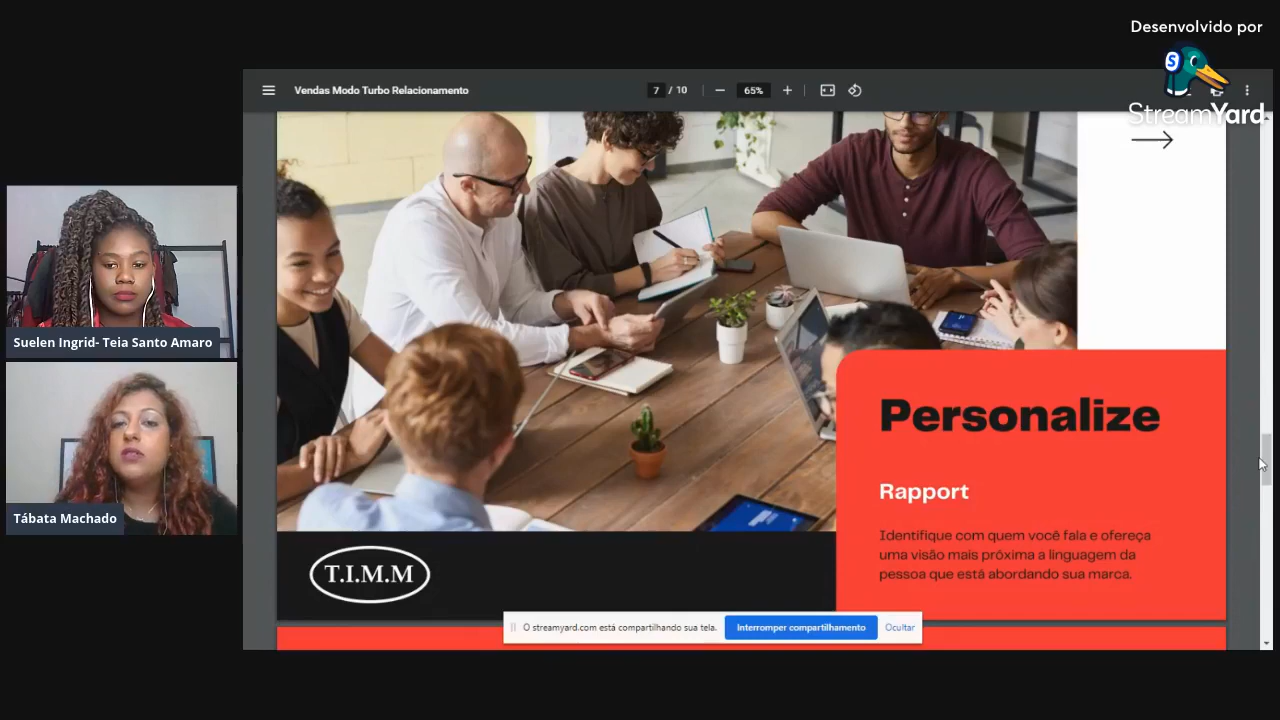 Desenvolvido por
StreamYard
Vendas Modo Turbo Relacionamento
7 / 10
65%
Suelen Ingrid- Teia Santo Amaro
Tábata Machado
Personalize
Rapport
Identifique com quem você fala e ofereça
uma visão mais próxima a linguagem da
pessoa que está abordando sua marca.
T.I.M.M
O streamyard.com está compartilhando sua tela.
Interromper compartilhamento
Ocultar